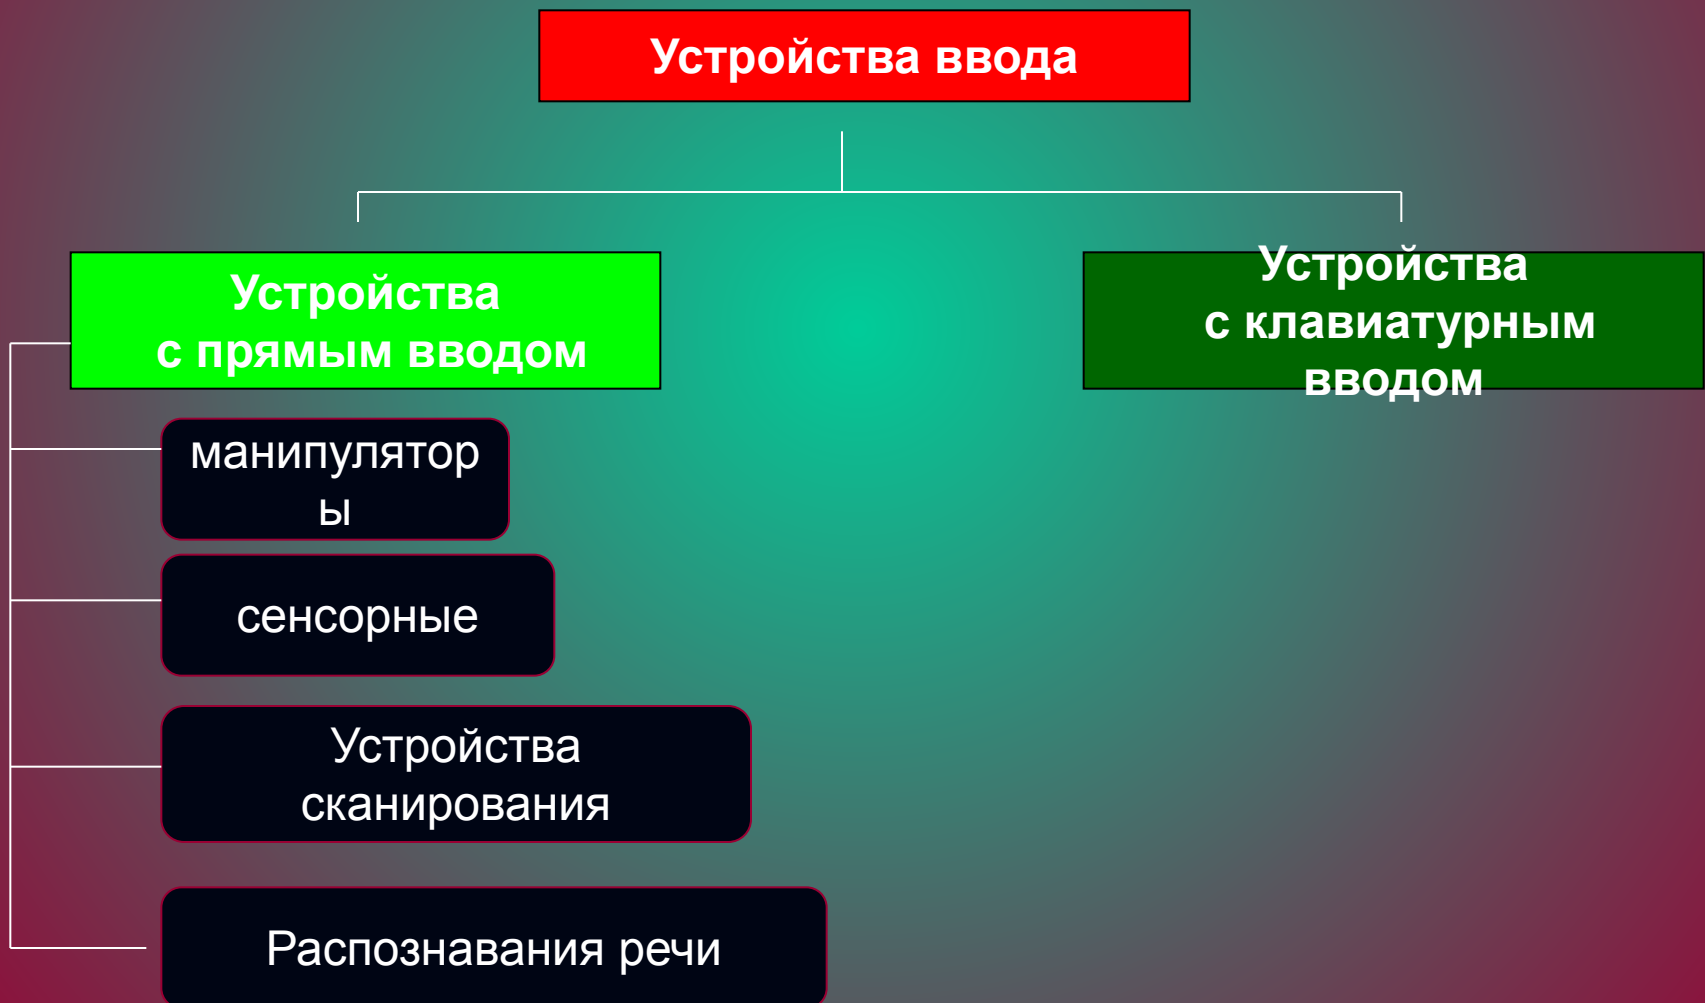 Устройства ввода
Устройства
с прямым вводом
Устройства
с клавиатурным
вводом
манипулятор
ы
сенсорные
Устройства
сканирования
Распознавания речи